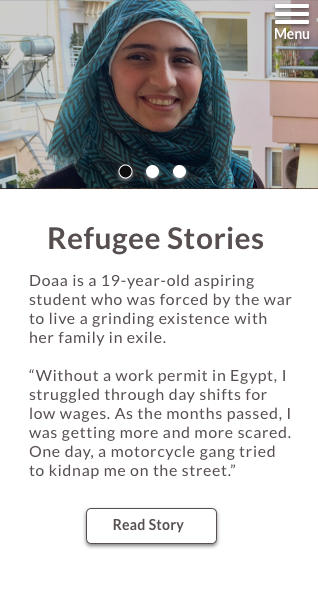 Menu
Refugee Stories
Doaa is a 19-year-old aspiring
student who was forced by the war
to live a grinding existence with
her family in exile.
“Without a work permit in Egypt, I
struggled through day shifts for
low wages. As the months passed, I
was getting more and more scared.
One day, a motorcycle gang tried
to kidnap me on the street.”
Read Story